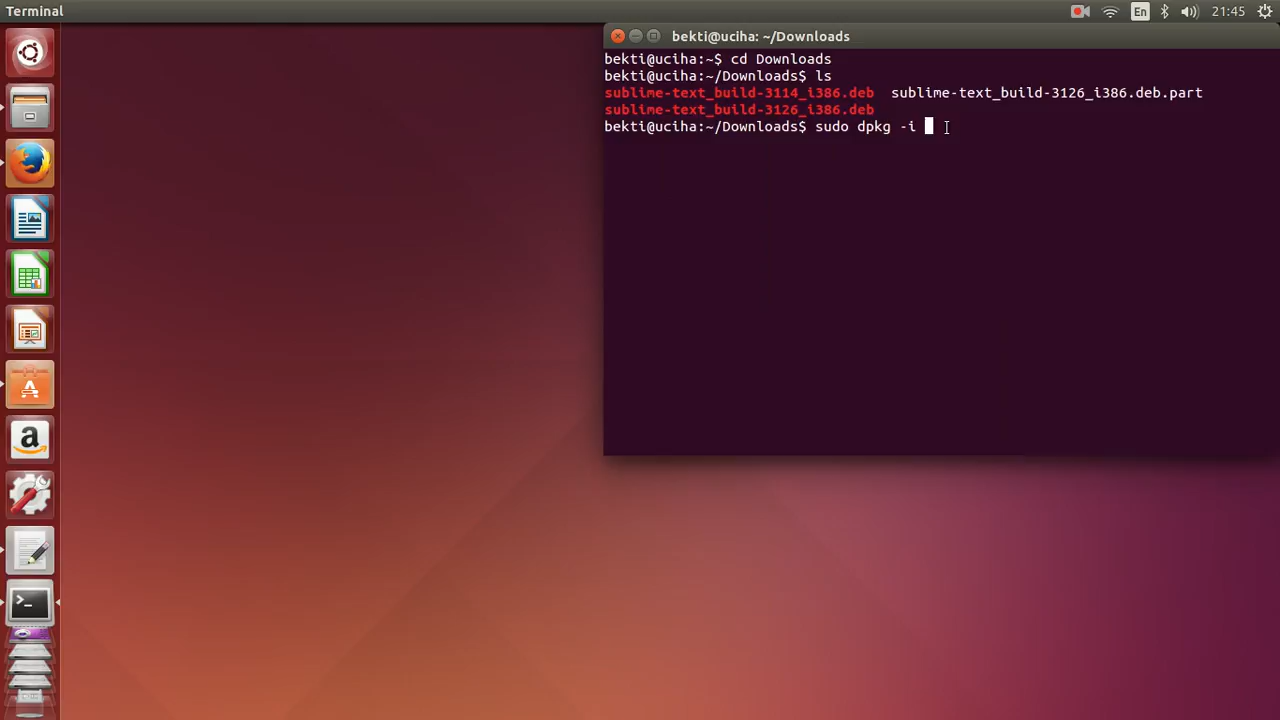 Terminal
En
21:45
bekti@uciha: ~/Downloads
bekti@uciha:~$ cd Downloads
bekti@uciha:~/Downloads$ ls
sublime-text_build-3114_i386.deb  sublime-text_build-3126_i386.deb.part
sublime-text_build-3126_i386.deb
bekti@uciha:~/Downloads$ sudo dpkg -i